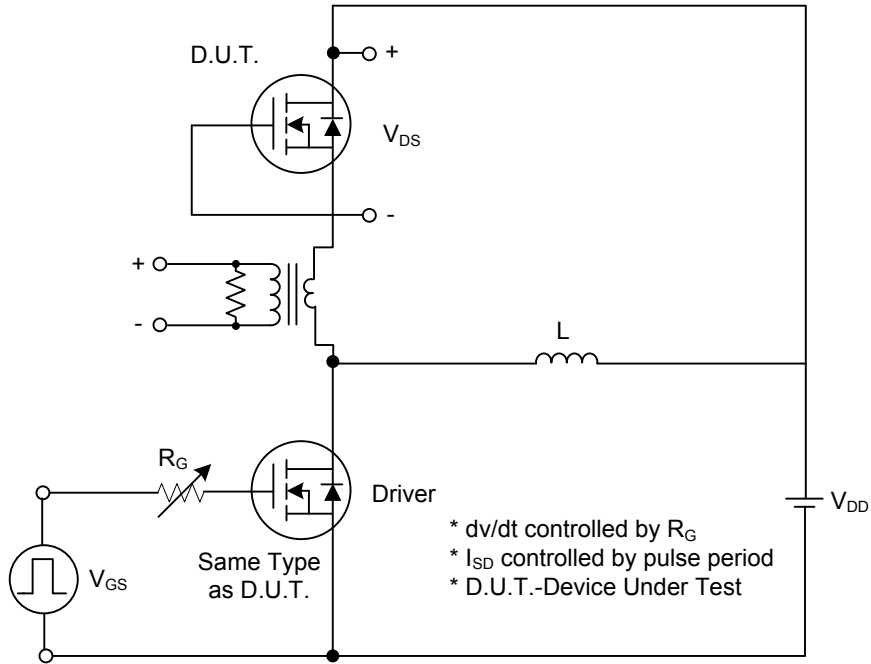 D.U.T.
+
V_DS
-
+
-
L
R_G
Driver
V_DD
Same Type
as D.U.T.
V_GS
* dv/dt controlled by R_G
* I_SD controlled by pulse period
* D.U.T.-Device Under Test